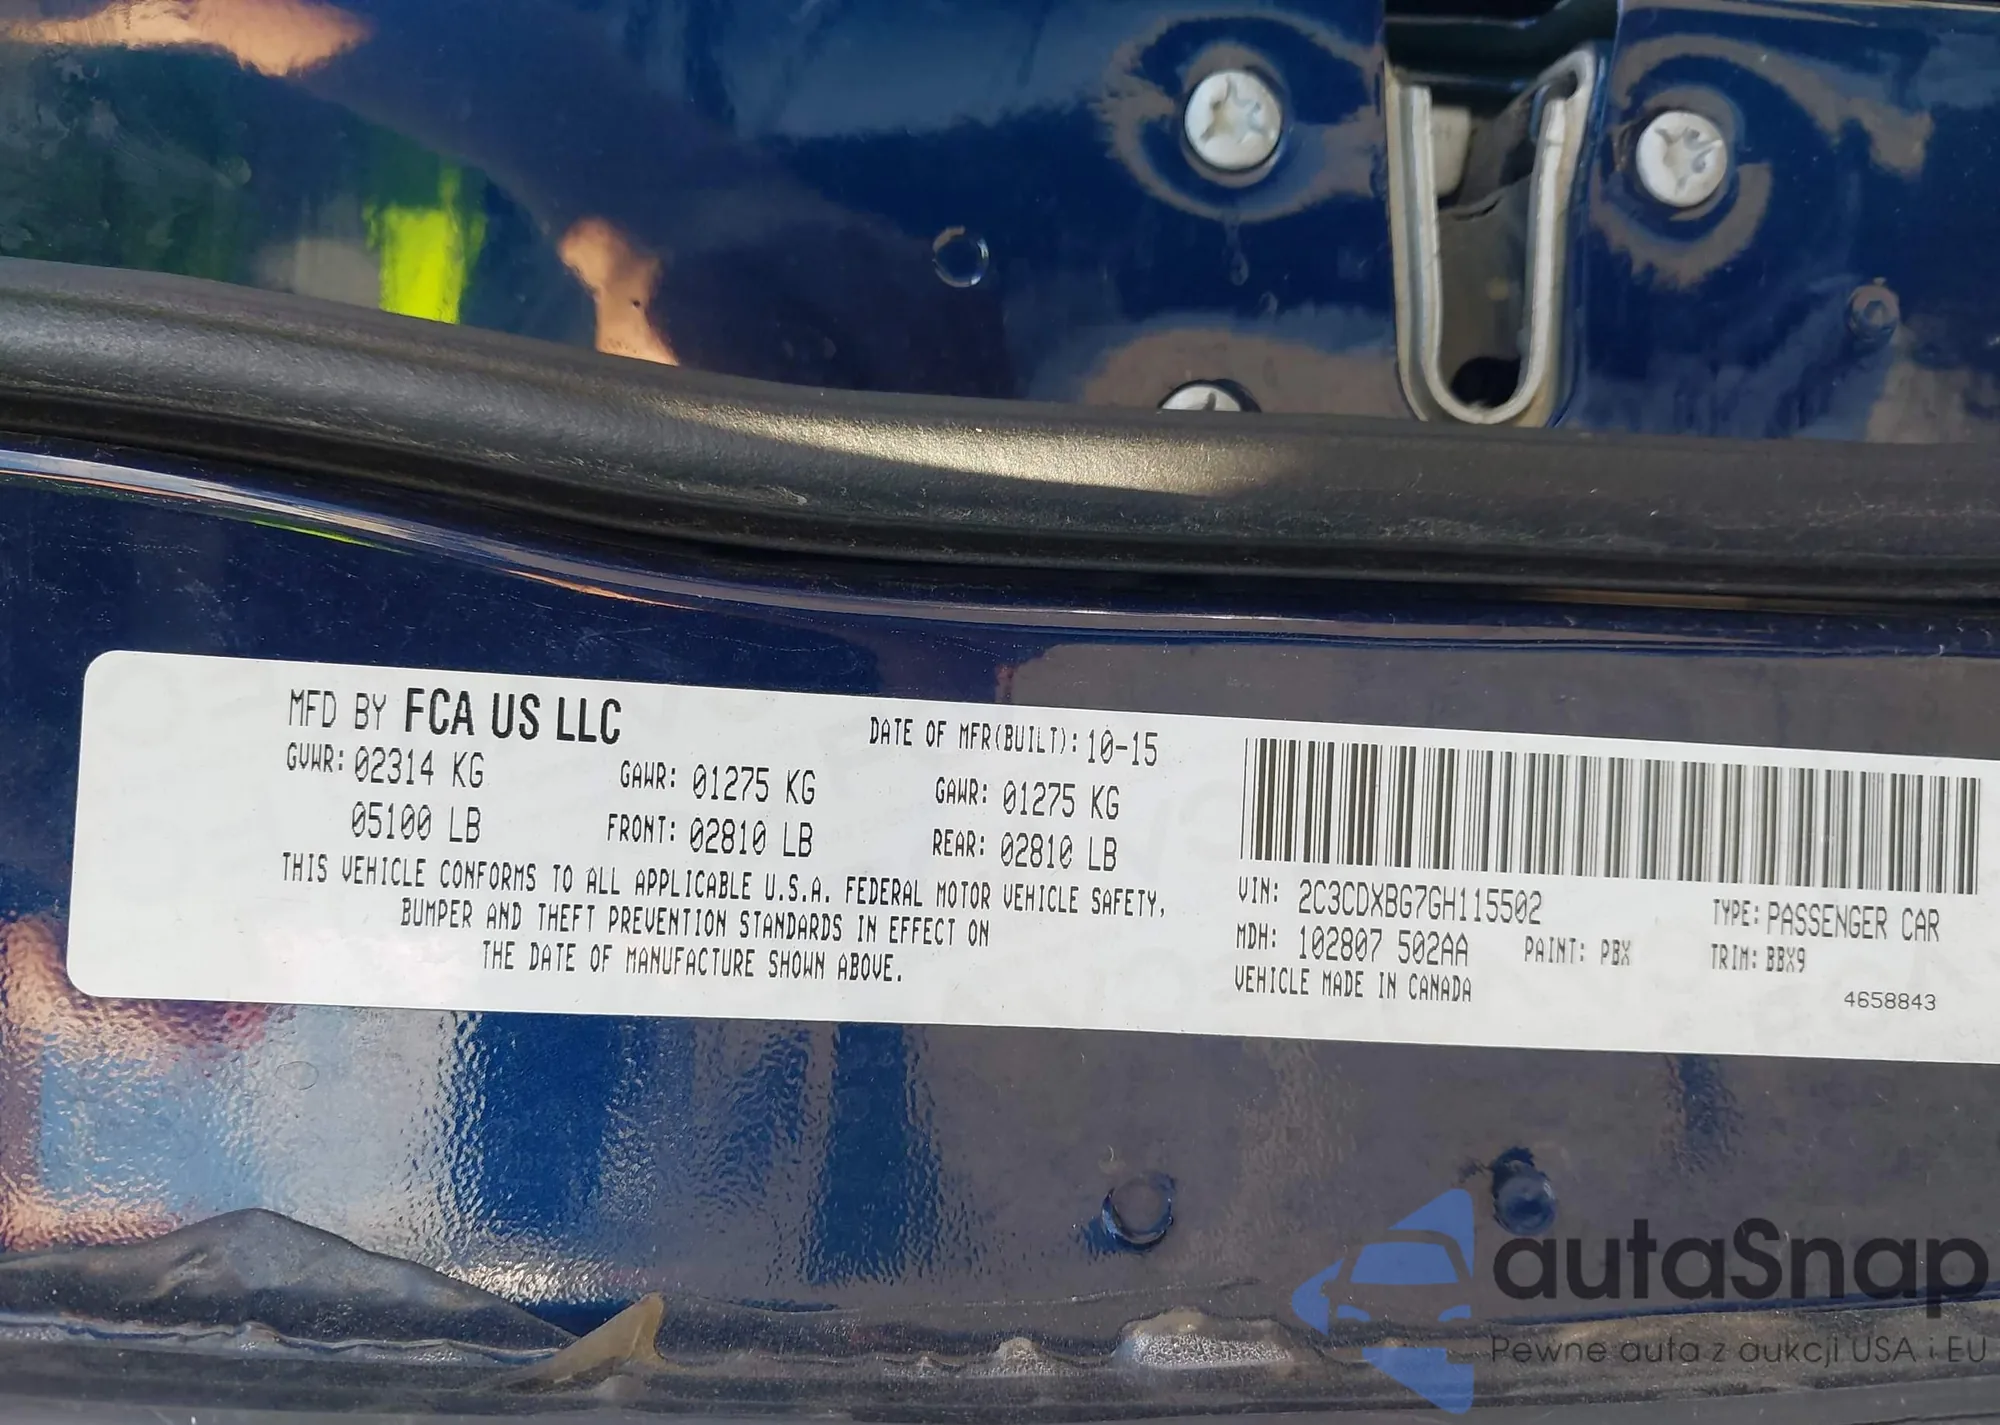 MFD BY FCA US LLC
DATE OF MFR(BUILT): 10-15
GVWR: 02314 KG
GAWR: 01275 KG
GAWR: 01275 KG
05100 LB
FRONT: 02810 LB
REAR: 02810 LB
THIS VEHICLE CONFORMS TO ALL APPLICABLE U.S.A. FEDERAL MOTOR VEHICLE SAFETY,
BUMPER AND THEFT PREVENTION STANDARDS IN EFFECT ON
THE DATE OF MANUFACTURE SHOWN ABOVE.
VIN: 2C3CDXBG7GH115502
TYPE: PASSENGER CAR
MDH: 102807 502AA
PAINT: PBX
TRIM: BBX9
VEHICLE MADE IN CANADA
4658843
autaSnap
Pewne auta z aukcji USA i EU